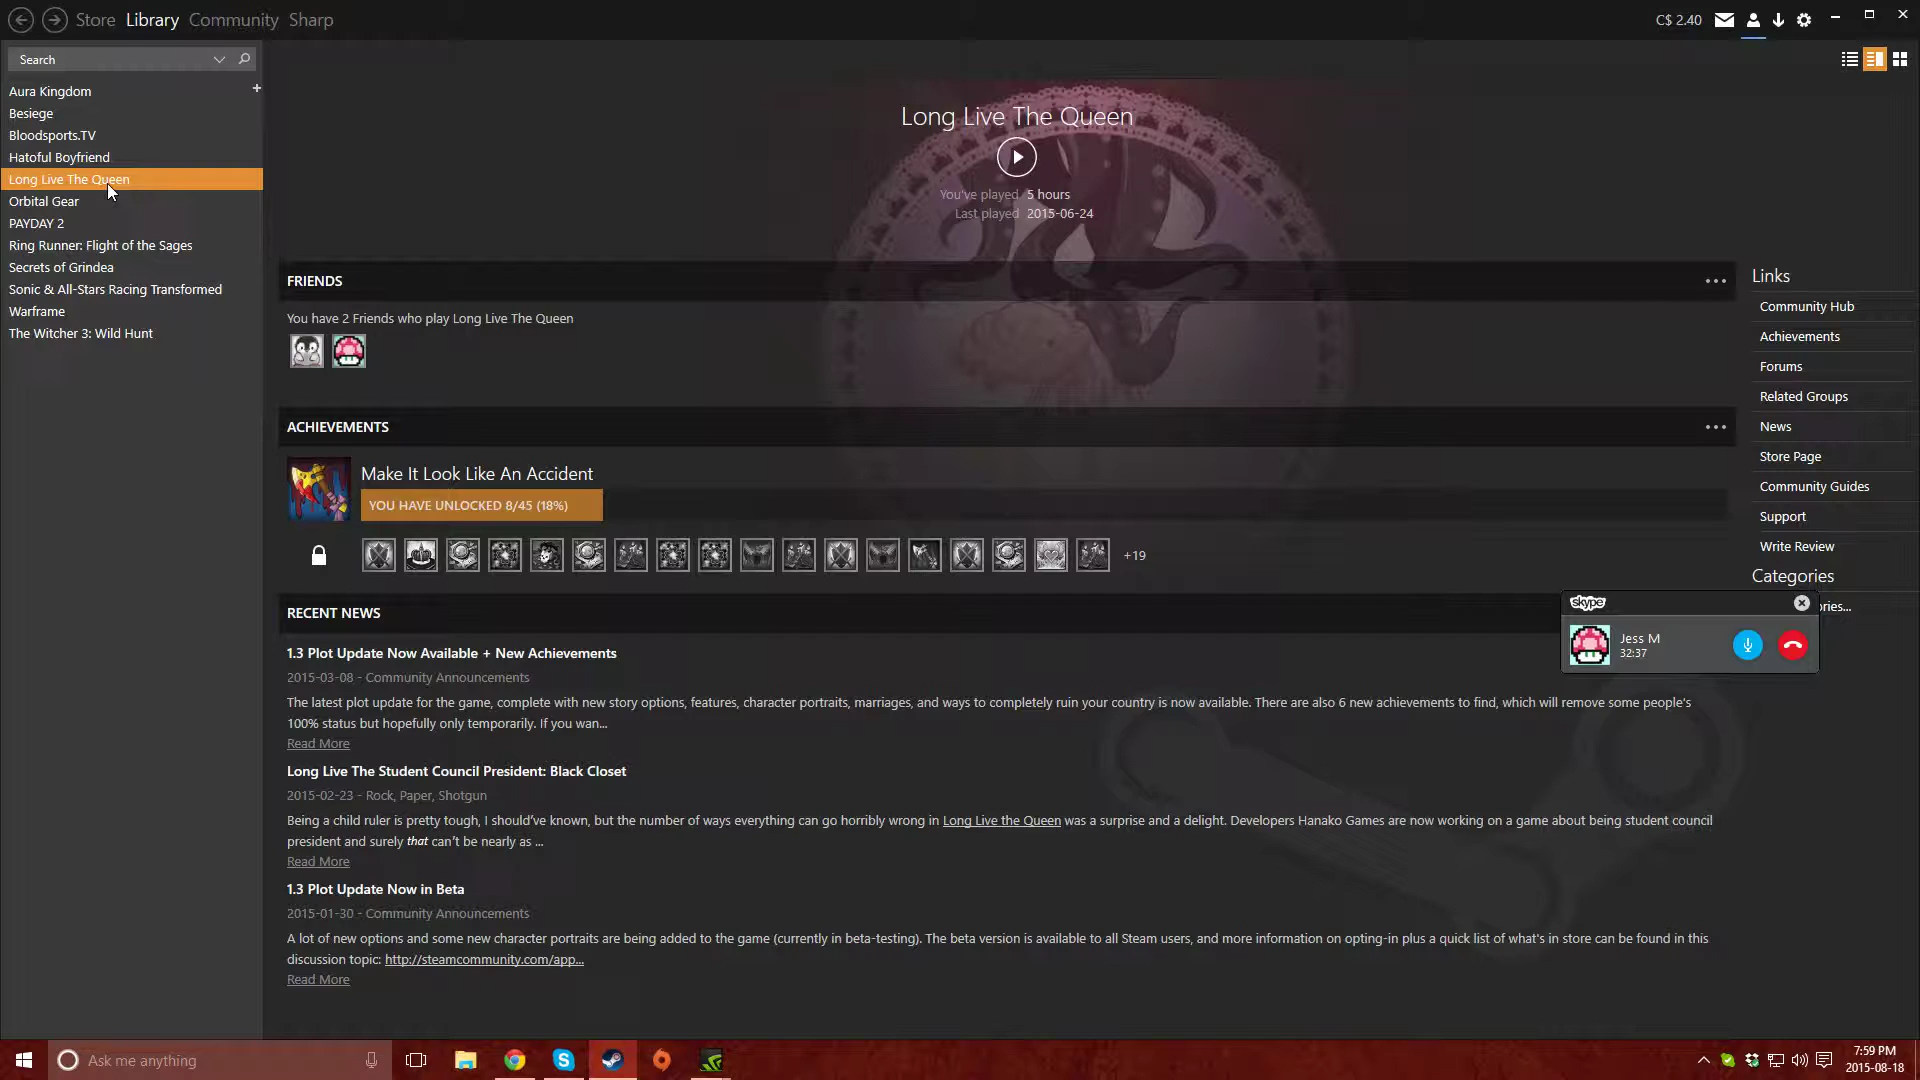 Store Library Community Sharp
C$ 2.40
Search
Aura Kingdom
+
Besiege
Bloodsports.TV
Hatoful Boyfriend
Long Live The Queen
Orbital Gear
PAYDAY 2
Ring Runner: Flight of the Sages
Secrets of Grindea
Sonic & All-Stars Racing Transformed
Warframe
The Witcher 3: Wild Hunt
Long Live The Queen
You've played 5 hours
Last played 2015-06-24
FRIENDS
You have 2 Friends who play Long Live The Queen
ACHIEVEMENTS
Make It Look Like An Accident
YOU HAVE UNLOCKED 8/45 (18%)
+19
RECENT NEWS
1.3 Plot Update Now Available + New Achievements
2015-03-08 - Community Announcements
The latest plot update for the game, complete with new story options, features, character portraits, marriages, and ways to completely ruin your country is now available. There are also 6 new achievements to find, which will remove some people's
100% status but hopefully only temporarily. If you wan...
Read More
Long Live The Student Council President: Black Closet
2015-02-23 - Rock, Paper, Shotgun
Being a child ruler is pretty tough, I should've known, but the number of ways everything can go horribly wrong in Long Live the Queen was a surprise and a delight. Developers Hanako Games are now working on a game about being student council
president and surely that can't be nearly as ...
Read More
1.3 Plot Update Now in Beta
2015-01-30 - Community Announcements
A lot of new options and some new character portraits are being added to the game (currently in beta-testing). The beta version is available to all Steam users, and more information on opting-in plus a quick list of what's in store can be found in this
discussion topic: http://steamcommunity.com/app...
Read More
Links
Community Hub
Achievements
Forums
Related Groups
News
Store Page
Community Guides
Support
Write Review
Categories
ories...
skype
Jess M
32:37
Ask me anything
7:59 PM
2015-08-18